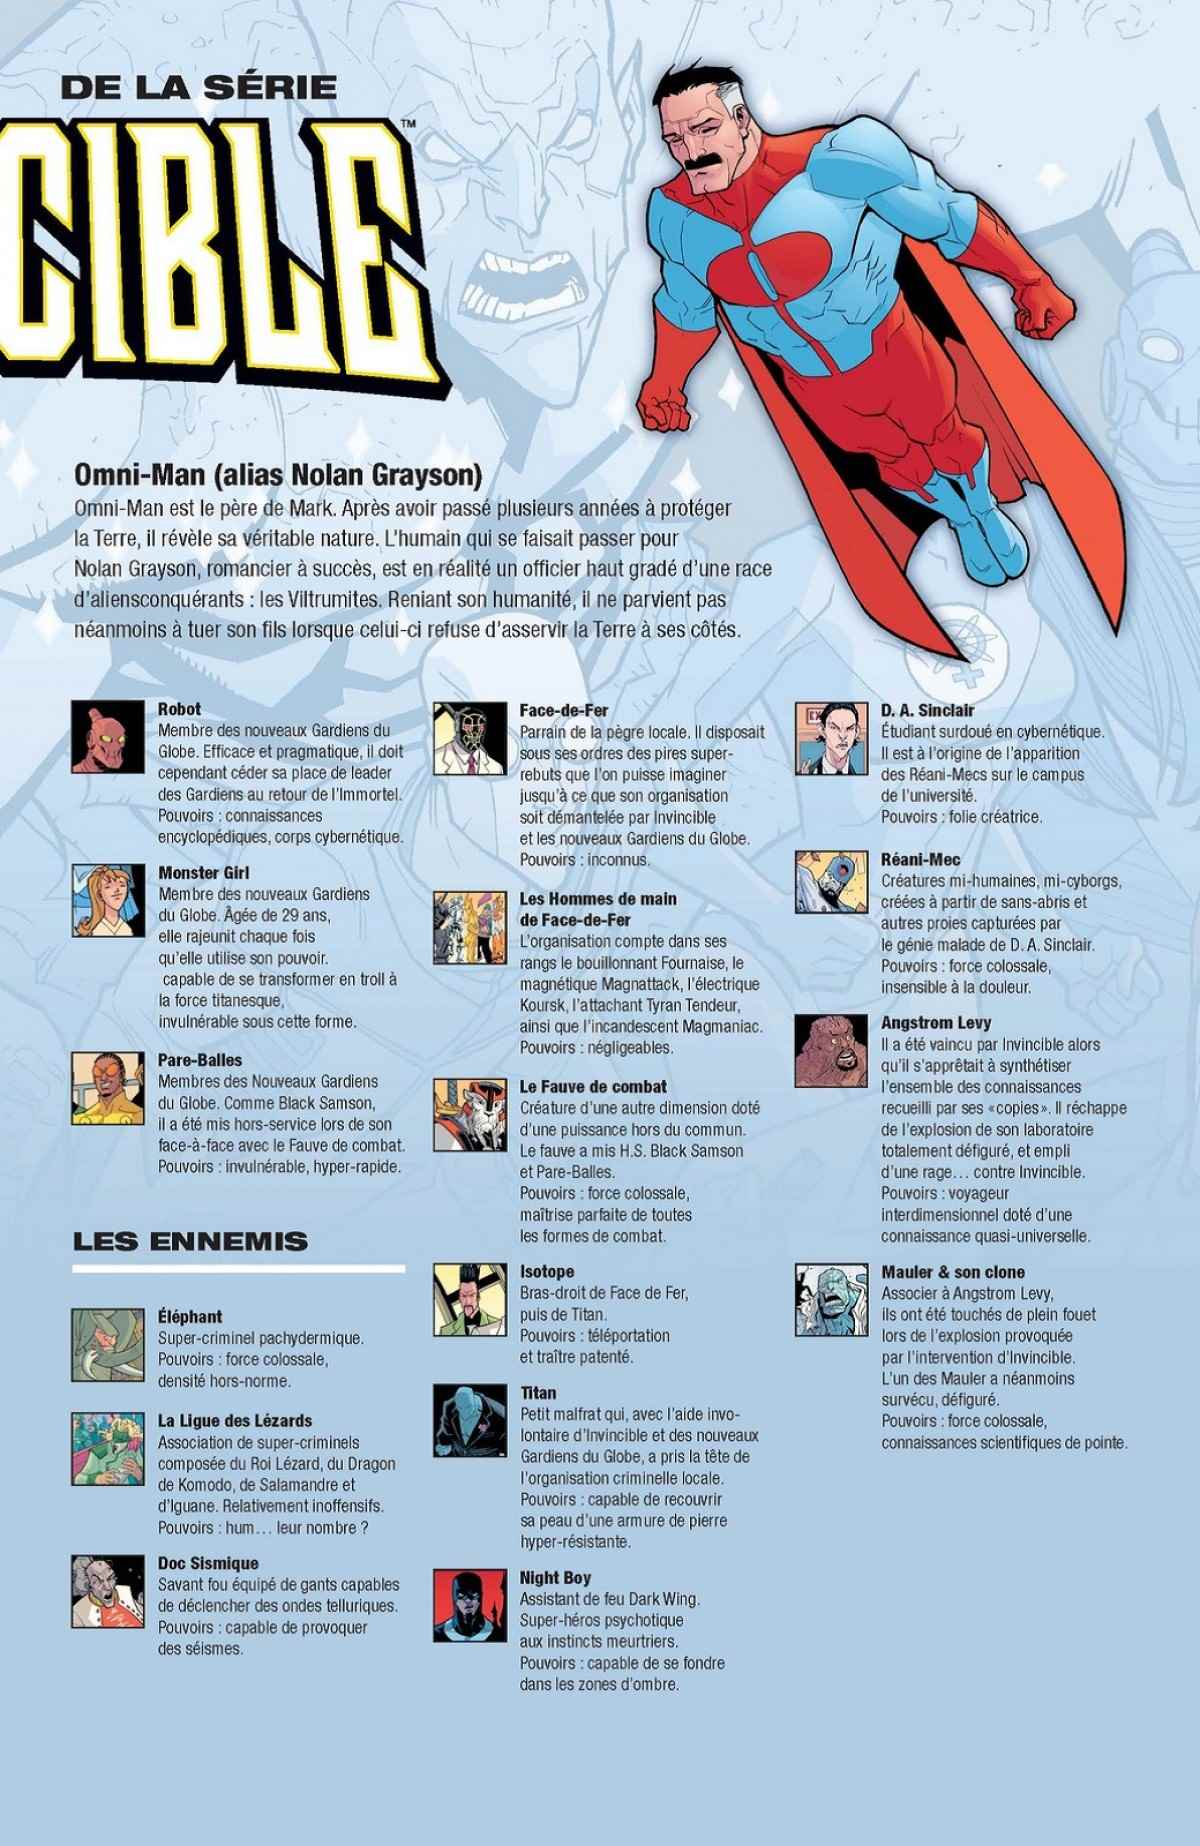 DE LA SÉRIE
CIBLE™
Omni-Man (alias Nolan Grayson)
Omni-Man est le père de Mark. Après avoir passé plusieurs années à protéger
la Terre, il révèle sa véritable nature. L'humain qui se faisait passer pour
Nolan Grayson, romancier à succès, est en réalité un officier haut gradé d'une race
d'aliensconquérants : les Viltrumites. Reniant son humanité, il ne parvient pas
néanmoins à tuer son fils lorsque celui-ci refuse d'asservir la Terre à ses côtés.
Robot
Membre des nouveaux Gardiens du
Globe. Efficace et pragmatique, il doit
cependant céder sa place de leader
des Gardiens au retour de l'Immortel.
Pouvoirs : connaissances
encyclopédiques, corps cybernétique.
Monster Girl
Membre des nouveaux Gardiens
du Globe. Âgée de 29 ans,
elle rajeunit chaque fois
qu'elle utilise son pouvoir.
capable de se transformer en troll à
la force titanesque,
invulnérable sous cette forme.
Pare-Balles
Membres des Nouveaux Gardiens
du Globe. Comme Black Samson,
il a été mis hors-service lors de son
face-à-face avec le Fauve de combat.
Pouvoirs : invulnérable, hyper-rapide.
LES ENNEMIS
Éléphant
Super-criminel pachydermique.
Pouvoirs : force colossale,
densité hors-norme.
La Ligue des Lézards
Association de super-criminels
composée du Roi Lézard, du Dragon
de Komodo, de Salamandre et
d'Iguane. Relativement inoffensifs.
Pouvoirs : hum… leur nombre ?
Doc Sismique
Savant fou équipé de gants capables
de déclencher des ondes telluriques.
Pouvoirs : capable de provoquer
des séismes.
Face-de-Fer
Parrain de la pègre locale. Il disposait
sous ses ordres des pires super-
rebuts que l'on puisse imaginer
jusqu'à ce que son organisation
soit démantelée par Invincible
et les nouveaux Gardiens du Globe.
Pouvoirs : inconnus.
Les Hommes de main
de Face-de-Fer
L'organisation compte dans ses
rangs le bouillonnant Fournaise, le
magnétique Magnattack, l'électrique
Koursk, l'attachant Tyran Tendeur,
ainsi que l'incandescent Magmaniac.
Pouvoirs : négligeables.
Le Fauve de combat
Créature d'une autre dimension doté
d'une puissance hors du commun.
Le fauve a mis H.S. Black Samson
et Pare-Balles.
Pouvoirs : force colossale,
maîtrise parfaite de toutes
les formes de combat.
Isotope
Bras-droit de Face de Fer,
puis de Titan.
Pouvoirs : téléportation
et traître patenté.
Titan
Petit malfrat qui, avec l'aide invo-
lontaire d'Invincible et des nouveaux
Gardiens du Globe, a pris la tête de
l'organisation criminelle locale.
Pouvoirs : capable de recouvrir
sa peau d'une armure de pierre
hyper-résistante.
Night Boy
Assistant de feu Dark Wing.
Super-héros psychotique
aux instincts meurtriers.
Pouvoirs : capable de se fondre
dans les zones d'ombre.
EX
D. A. Sinclair
Étudiant surdoué en cybernétique.
Il est à l'origine de l'apparition
des Réani-Mecs sur le campus
de l'université.
Pouvoirs : folie créatrice.
Réani-Mec
Créatures mi-humaines, mi-cyborgs,
créées à partir de sans-abris et
autres proies capturées par
le génie malade de D. A. Sinclair.
Pouvoirs : force colossale,
insensible à la douleur.
Angstrom Levy
Il a été vaincu par Invincible alors
qu'il s'apprêtait à synthétiser
l'ensemble des connaissances
recueilli par ses «copies». Il réchappe
de l'explosion de son laboratoire
totalement défiguré, et empli
d'une rage… contre Invincible.
Pouvoirs : voyageur
interdimensionnel doté d'une
connaissance quasi-universelle.
Mauler & son clone
Associer à Angstrom Levy,
ils ont été touchés de plein fouet
lors de l'explosion provoquée
par l'intervention d'Invincible.
L'un des Mauler a néanmoins
survécu, défiguré.
Pouvoirs : force colossale,
connaissances scientifiques de pointe.